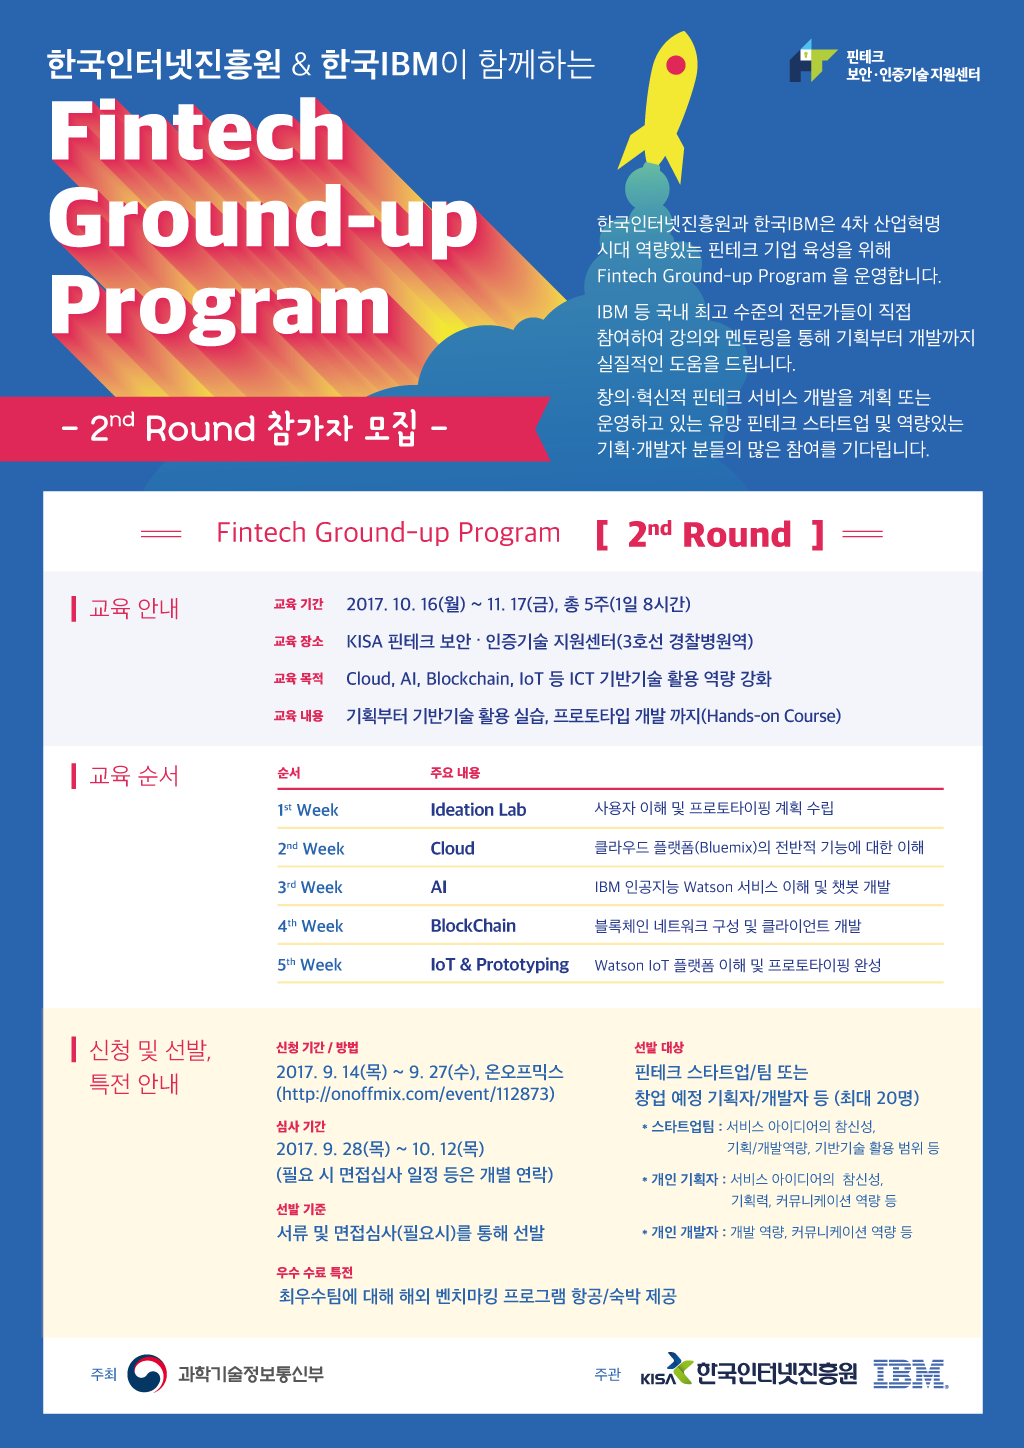 한국인터넷진흥원 & 한국IBM이 함께하는
핀테크
보안·인증기술 지원센터
Fintech
Ground-up
Program
- 2nd Round 참가자 모집 -
한국인터넷진흥원과 한국IBM은 4차 산업혁명
시대 역량있는 핀테크 기업 육성을 위해
Fintech Ground-up Program 을 운영합니다.
IBM 등 국내 최고 수준의 전문가들이 직접
참여하여 강의와 멘토링을 통해 기획부터 개발까지
실질적인 도움을 드립니다.
창의·혁신적 핀테크 서비스 개발을 계획 또는
운영하고 있는 유망 핀테크 스타트업 및 역량있는
기획·개발자 분들의 많은 참여를 기다립니다.
Fintech Ground-up Program [ 2nd Round ]
교육 안내
교육 기간 2017. 10. 16(월) ~ 11. 17(금), 총 5주(1일 8시간)
교육 장소 KISA 핀테크 보안 · 인증기술 지원센터(3호선 경찰병원역)
교육 목적 Cloud, AI, Blockchain, IoT 등 ICT 기반기술 활용 역량 강화
교육 내용 기획부터 기반기술 활용 실습, 프로토타입 개발 까지(Hands-on Course)
교육 순서
순서 주요 내용
1st Week Ideation Lab 사용자 이해 및 프로토타이핑 계획 수립
2nd Week Cloud 클라우드 플랫폼(Bluemix)의 전반적 기능에 대한 이해
3rd Week AI IBM 인공지능 Watson 서비스 이해 및 챗봇 개발
4th Week BlockChain 블록체인 네트워크 구성 및 클라이언트 개발
5th Week IoT & Prototyping Watson IoT 플랫폼 이해 및 프로토타이핑 완성
신청 및 선발,
특전 안내
신청 기간 / 방법
2017. 9. 14(목) ~ 9. 27(수), 온오프믹스
(http://onoffmix.com/event/112873)
심사 기간
2017. 9. 28(목) ~ 10. 12(목)
(필요 시 면접십사 일정 등은 개별 연락)
선발 기준
서류 및 면접심사(필요시)를 통해 선발
우수 수료 특전
최우수팀에 대해 해외 벤치마킹 프로그램 항공/숙박 제공
선발 대상
핀테크 스타트업/팀 또는
창업 예정 기획자/개발자 등 (최대 20명)
* 스타트업팀 : 서비스 아이디어의 참신성,
기획/개발역량, 기반기술 활용 범위 등
* 개인 기획자 : 서비스 아이디어의 참신성,
기획력, 커뮤니케이션 역량 등
* 개인 개발자 : 개발 역량, 커뮤니케이션 역량 등
주최 과학기술정보통신부
주관 KISA 한국인터넷진흥원 IBM®